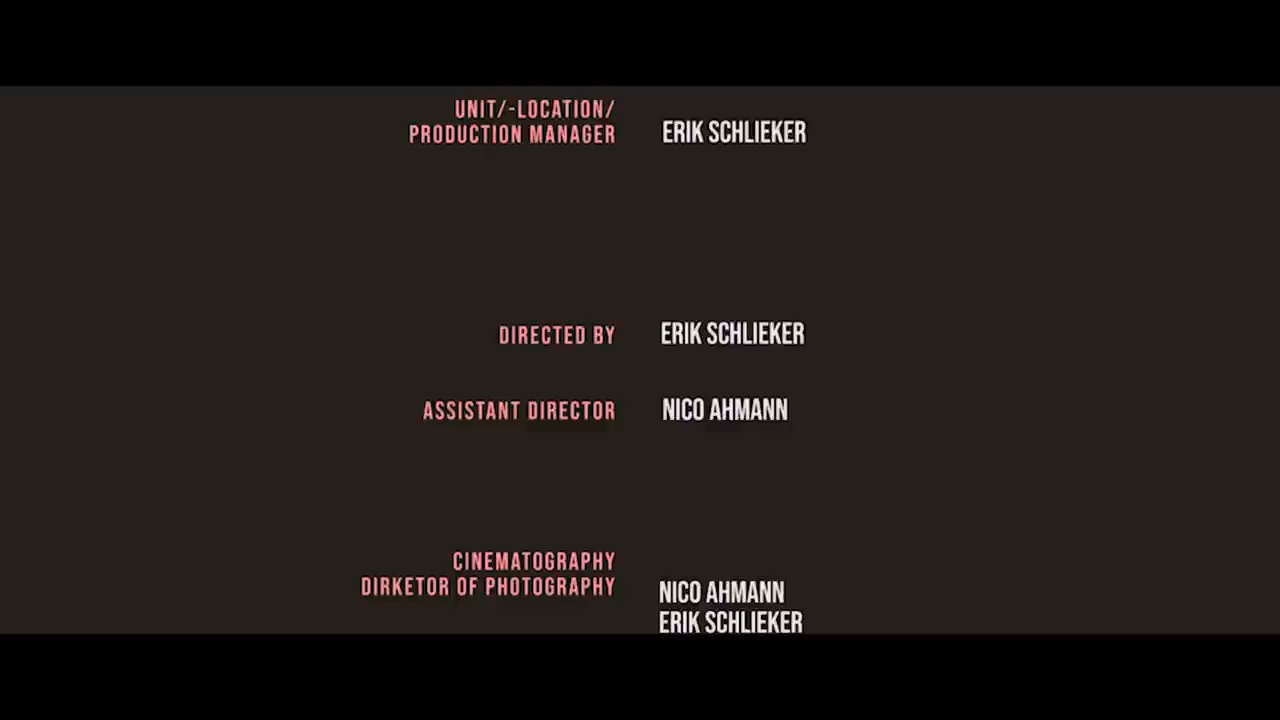 UNIT/-LOCATION/
PRODUCTION MANAGER ERIK SCHLIEKER
DIRECTED BY ERIK SCHLIEKER
ASSISTANT DIRECTOR NICO AHMANN
CINEMATOGRAPHY
DIRKETOR OF PHOTOGRAPHY NICO AHMANN
ERIK SCHLIEKER